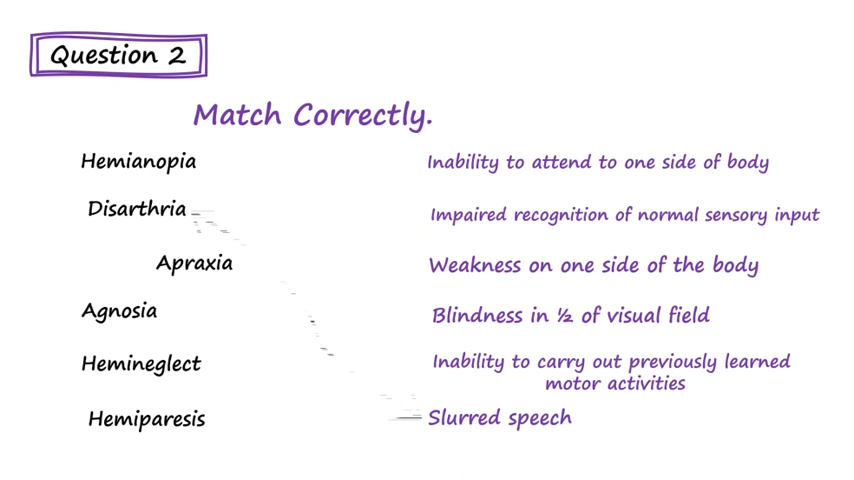 Question 2
Match Correctly.
Hemianopia
Inability to attend to one side of body
Disarthria
Impaired recognition of normal sensory input
Apraxia
Weakness on one side of the body
Agnosia
Blindness in ½ of visual field
Hemineglect
Inability to carry out previously learned
motor activities
Hemiparesis
Slurred speech